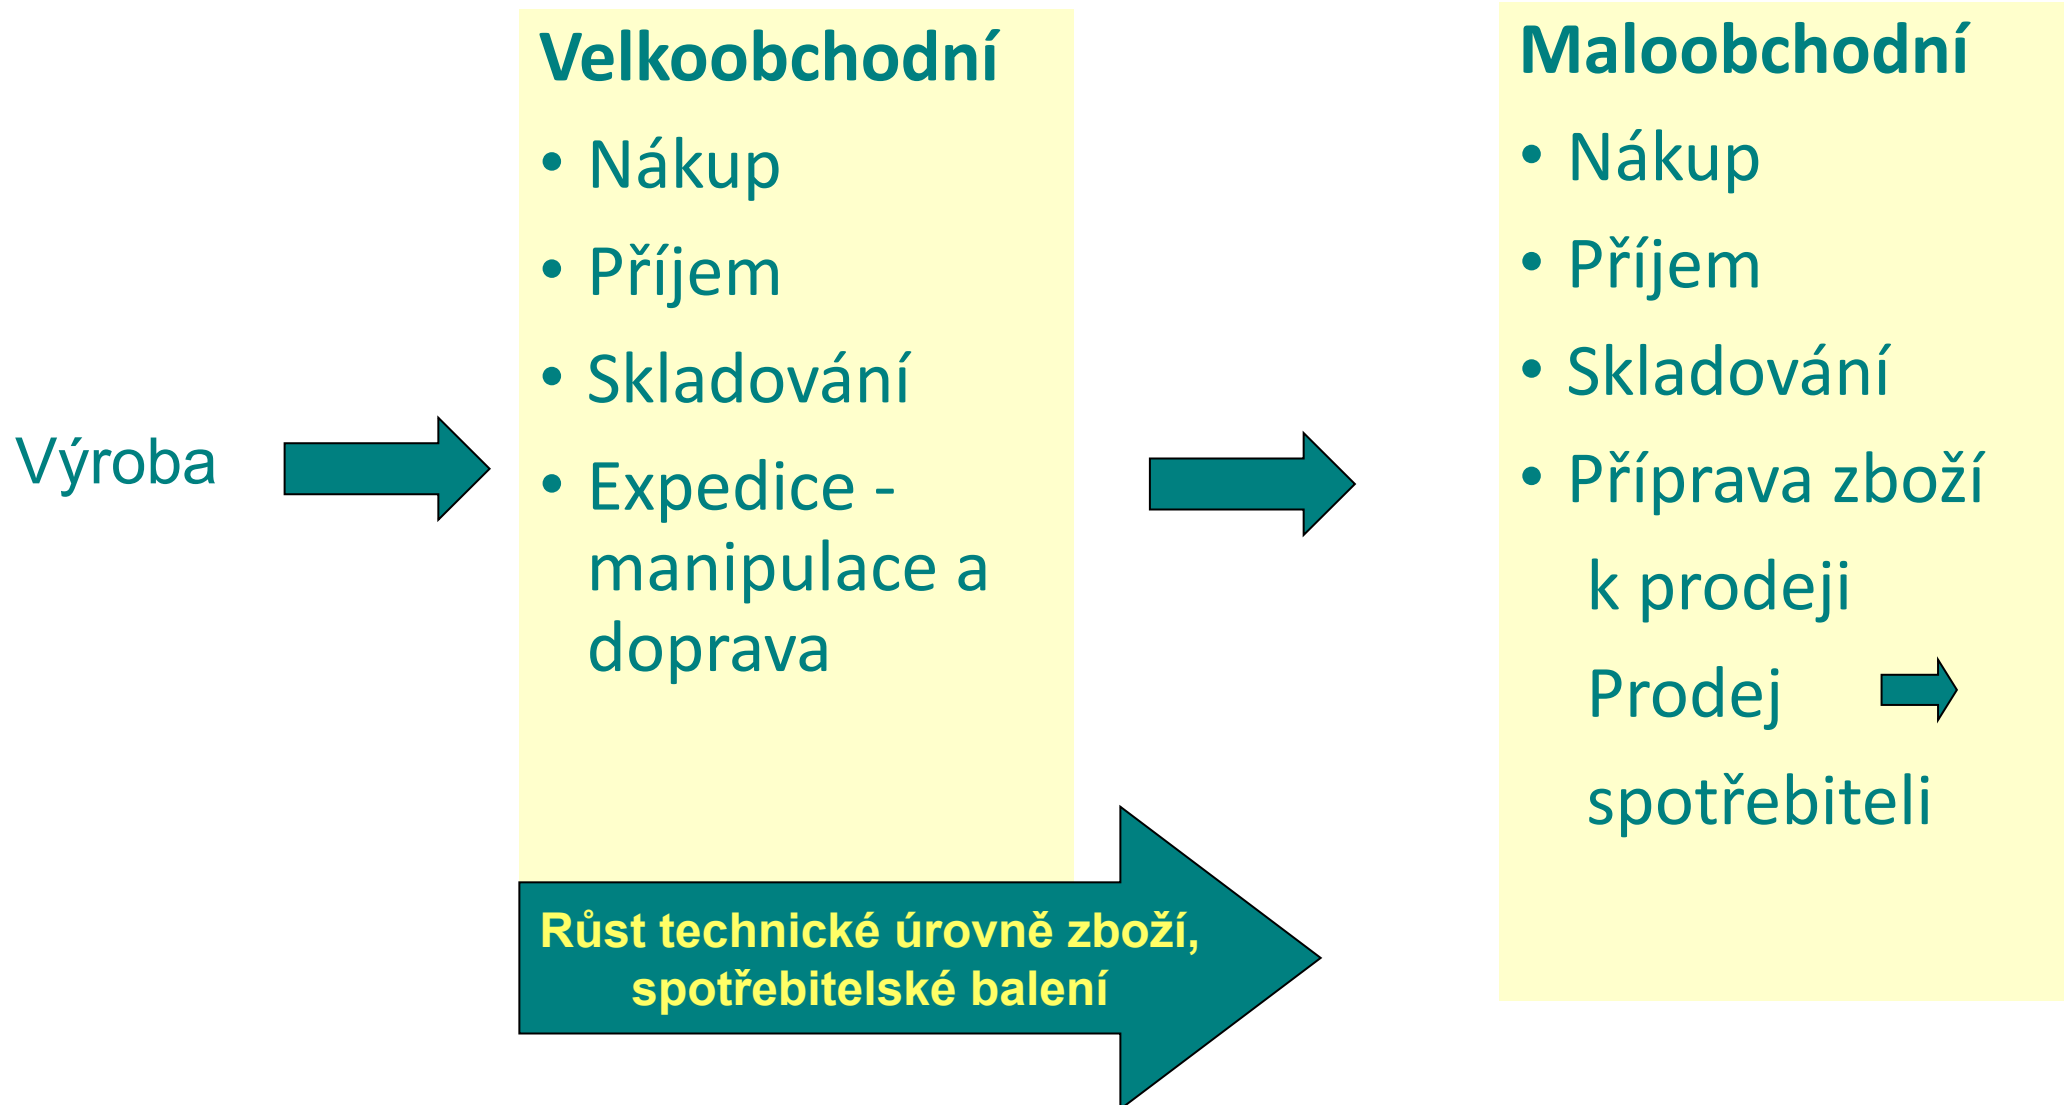 Výroba
Velkoobchodní
• Nákup
• Příjem
• Skladování
• Expedice -
manipulace a
doprava
Růst technické úrovně zboží,
spotřebitelské balení
Maloobchodní
• Nákup
• Příjem
• Skladování
• Příprava zboží
k prodeji
Prodej
spotřebiteli